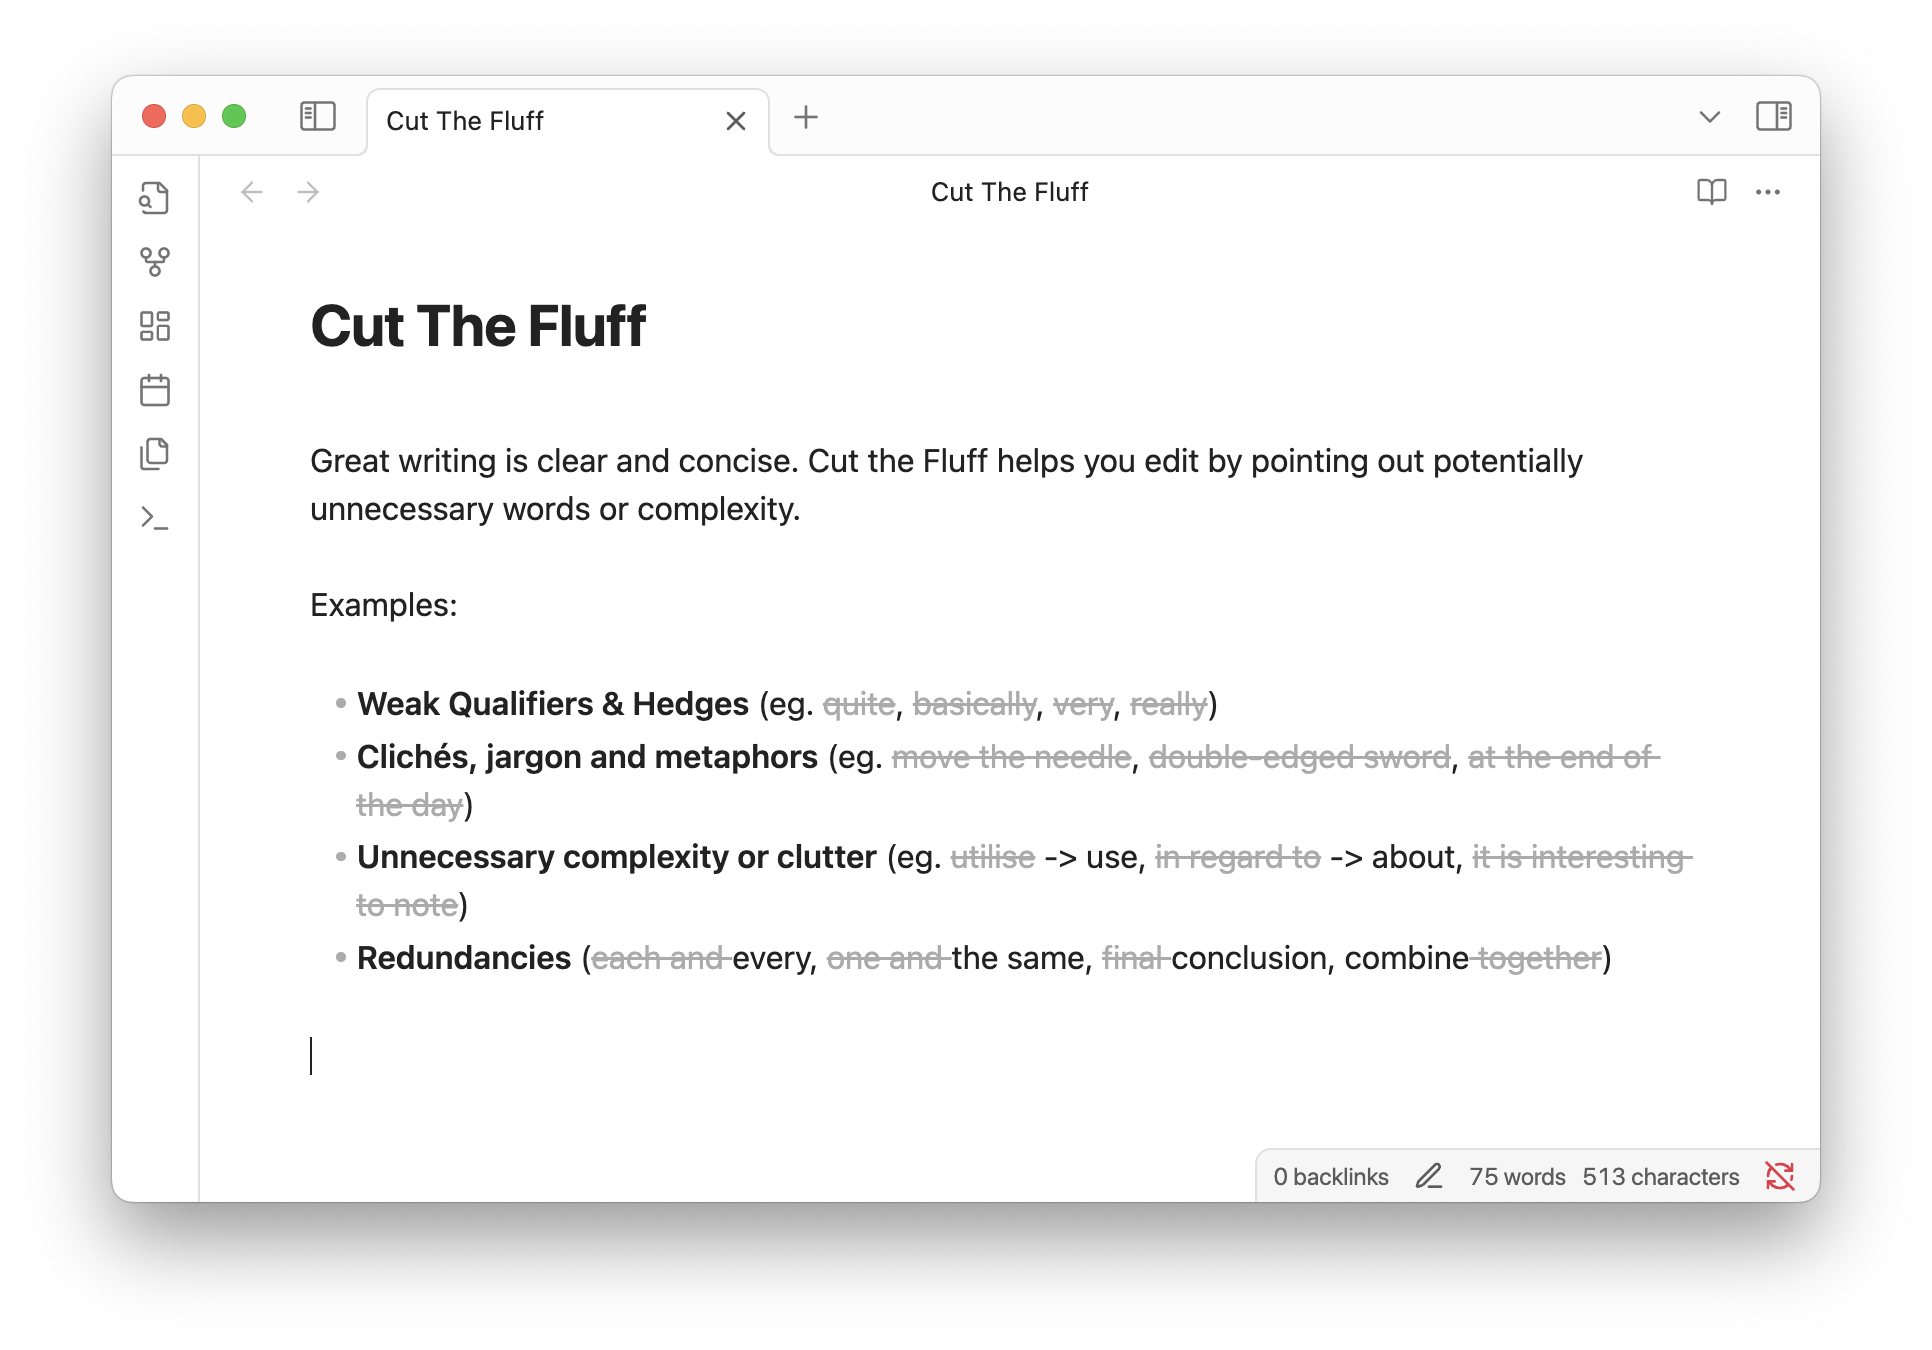 Cut The Fluff
Cut The Fluff
Cut The Fluff
Great writing is clear and concise. Cut the Fluff helps you edit by pointing out potentially
unnecessary words or complexity.
Examples:
• Weak Qualifiers & Hedges (eg. quite, basically, very, really)
• Clichés, jargon and metaphors (eg. move the needle, double-edged sword, at the end of
the day)
• Unnecessary complexity or clutter (eg. utilise -> use, in regard to -> about, it is interesting
to note)
• Redundancies (each and every, one and the same, final conclusion, combine together)
0 backlinks 75 words 513 characters